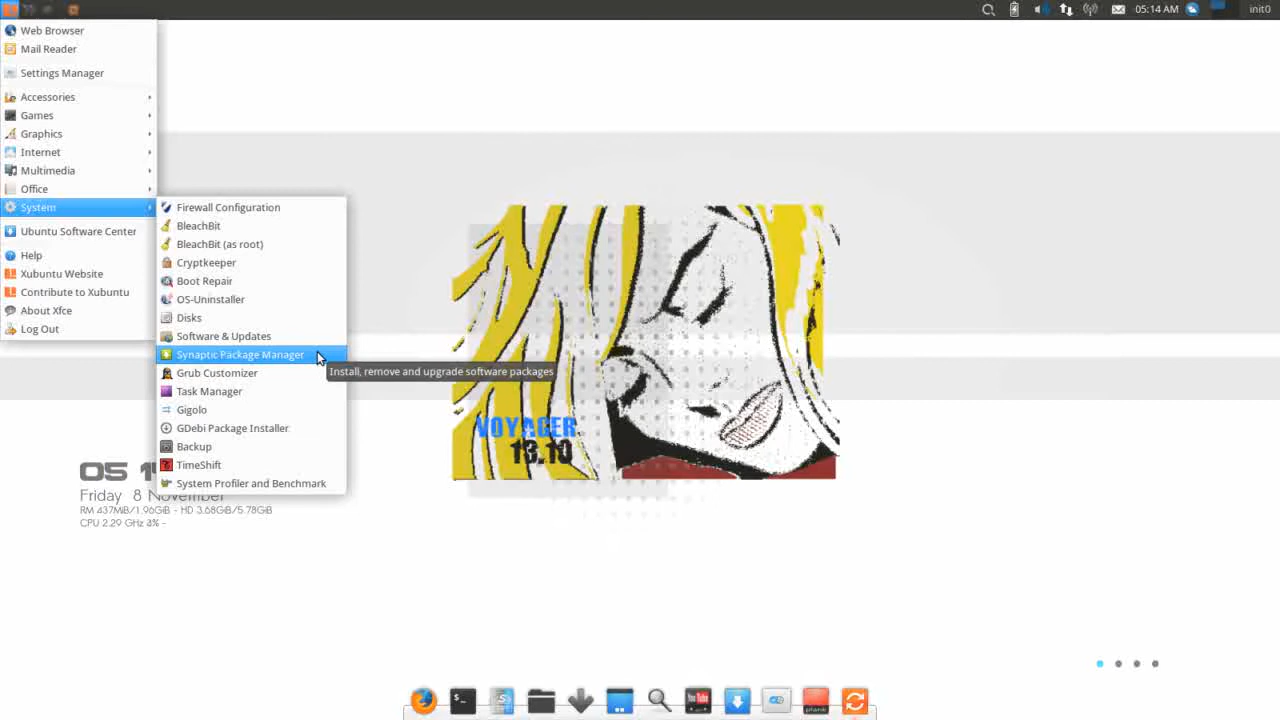 05:14 AM
init0
Web Browser
Mail Reader
Settings Manager
Accessories
Games
Graphics
Internet
Multimedia
Office
System
Ubuntu Software Center
Help
Xubuntu Website
Contribute to Xubuntu
About Xfce
Log Out
Firewall Configuration
BleachBit
BleachBit (as root)
Cryptkeeper
Boot Repair
OS-Uninstaller
Disks
Software & Updates
Synaptic Package Manager
Install, remove and upgrade software packages
Grub Customizer
Task Manager
Gigolo
GDebi Package Installer
Backup
TimeShift
System Profiler and Benchmark
VOYAGER
13.10
05
Friday 8 November
RM 437MiB/1.96GiB - HD 3.68GiB/5.78GiB
CPU 2.29 GHz
You Tube
plank